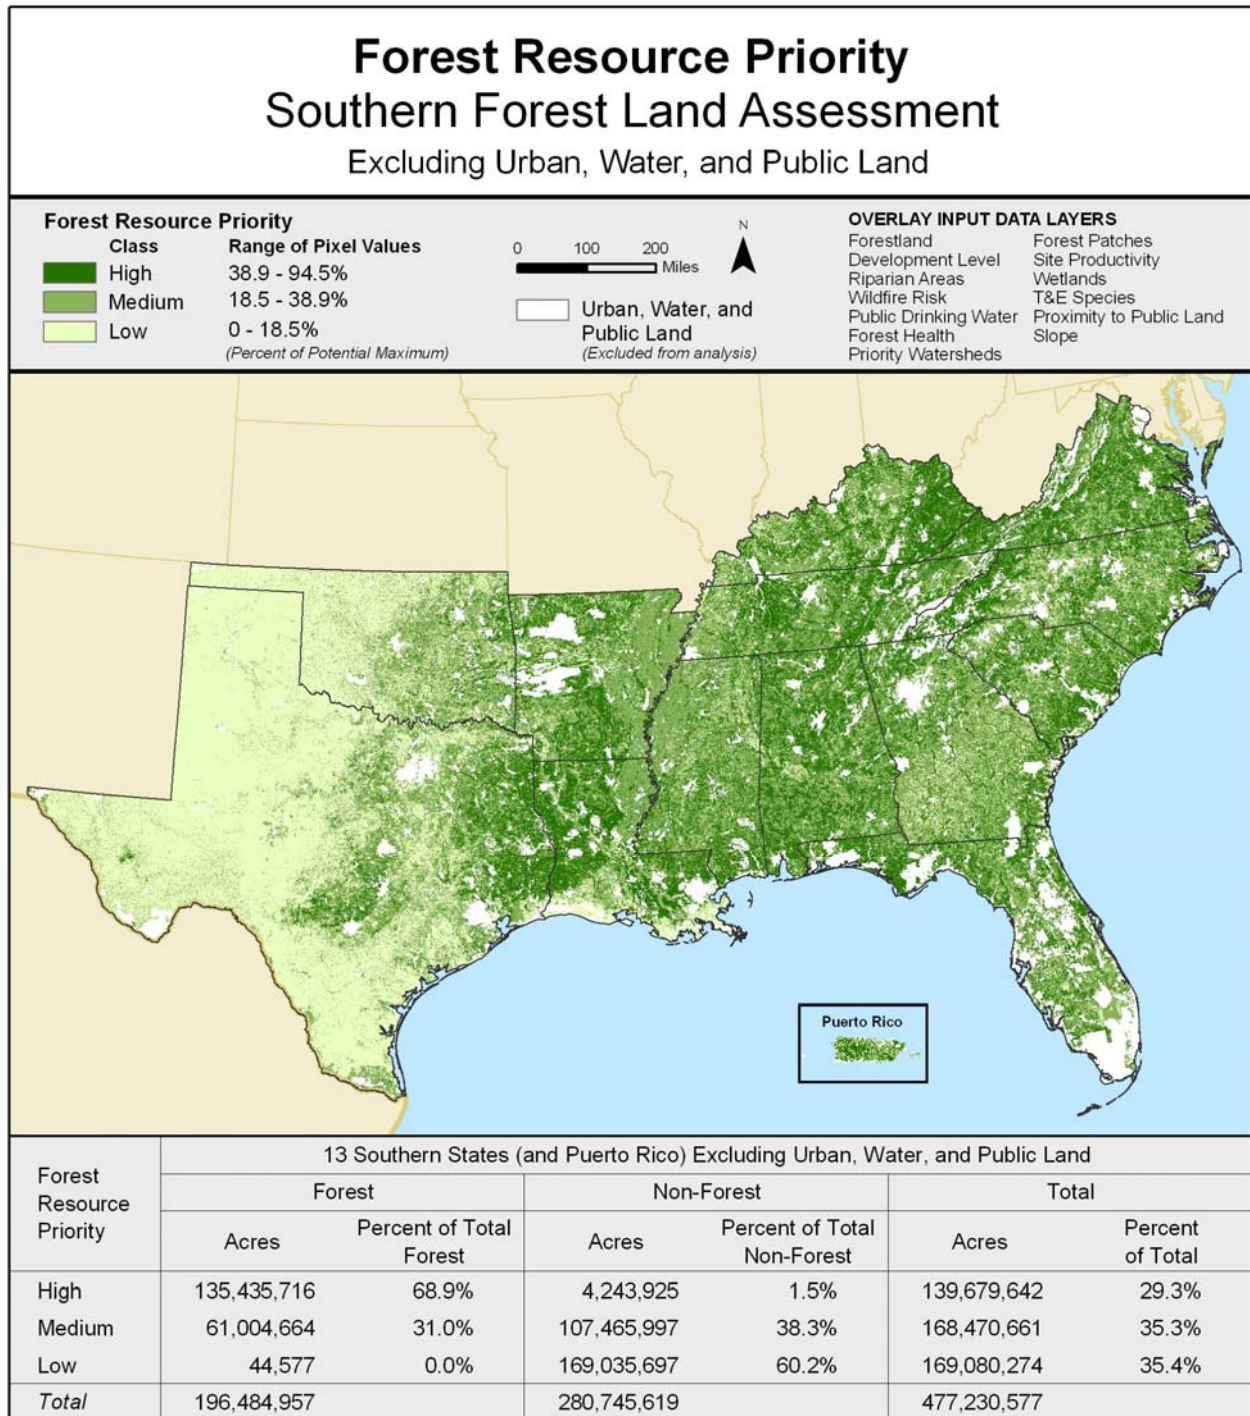 Forest Resource Priority
Southern Forest Land Assessment
Excluding Urban, Water, and Public Land
Forest Resource Priority
Class Range of Pixel Values
High 38.9 - 94.5%
Medium 18.5 - 38.9%
Low 0 - 18.5%
(Percent of Potential Maximum)
0 100 200
Miles
N
Urban, Water, and
Public Land
(Excluded from analysis)
OVERLAY INPUT DATA LAYERS
Forestland Forest Patches
Development Level Site Productivity
Riparian Areas Wetlands
Wildfire Risk T&E Species
Public Drinking Water Proximity to Public Land
Forest Health Slope
Priority Watersheds
Puerto Rico
Forest
Resource
Priority
13 Southern States (and Puerto Rico) Excluding Urban, Water, and Public Land
Forest Non-Forest Total
Acres Percent of Total Forest Acres Percent of Total Non-Forest Acres Percent of Total
High 135,435,716 68.9% 4,243,925 1.5% 139,679,642 29.3%
Medium 61,004,664 31.0% 107,465,997 38.3% 168,470,661 35.3%
Low 44,577 0.0% 169,035,697 60.2% 169,080,274 35.4%
Total 196,484,957 280,745,619 477,230,577